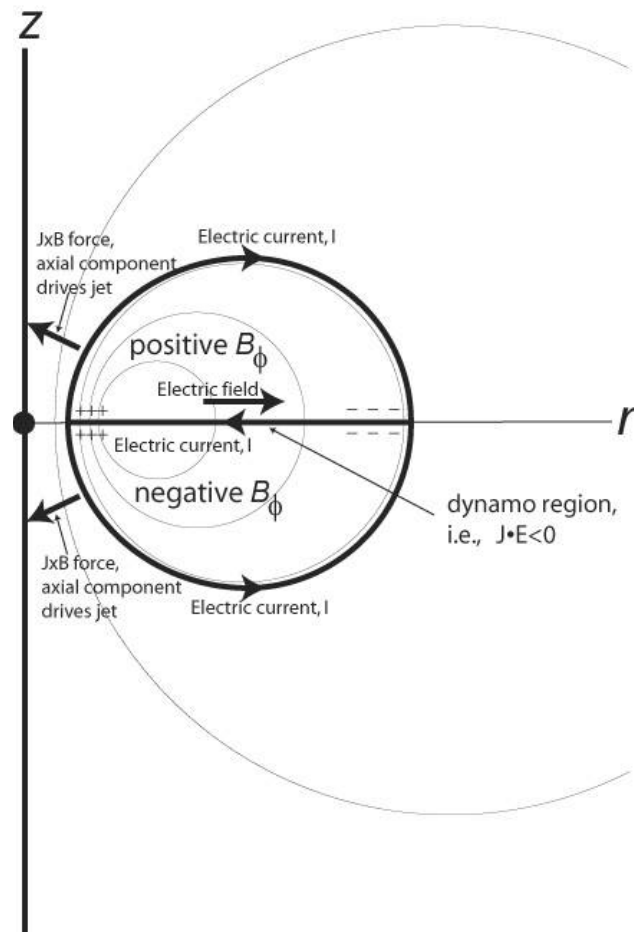 z
JxB force,
axial component
drives jet
Electric current, I
positive Bϕ
Electric field
+++
− − −
r
+++
− −
Electric current, I
negative Bϕ
dynamo region,
i.e., J•E<0
JxB force,
axial component
drives jet
Electric current, I